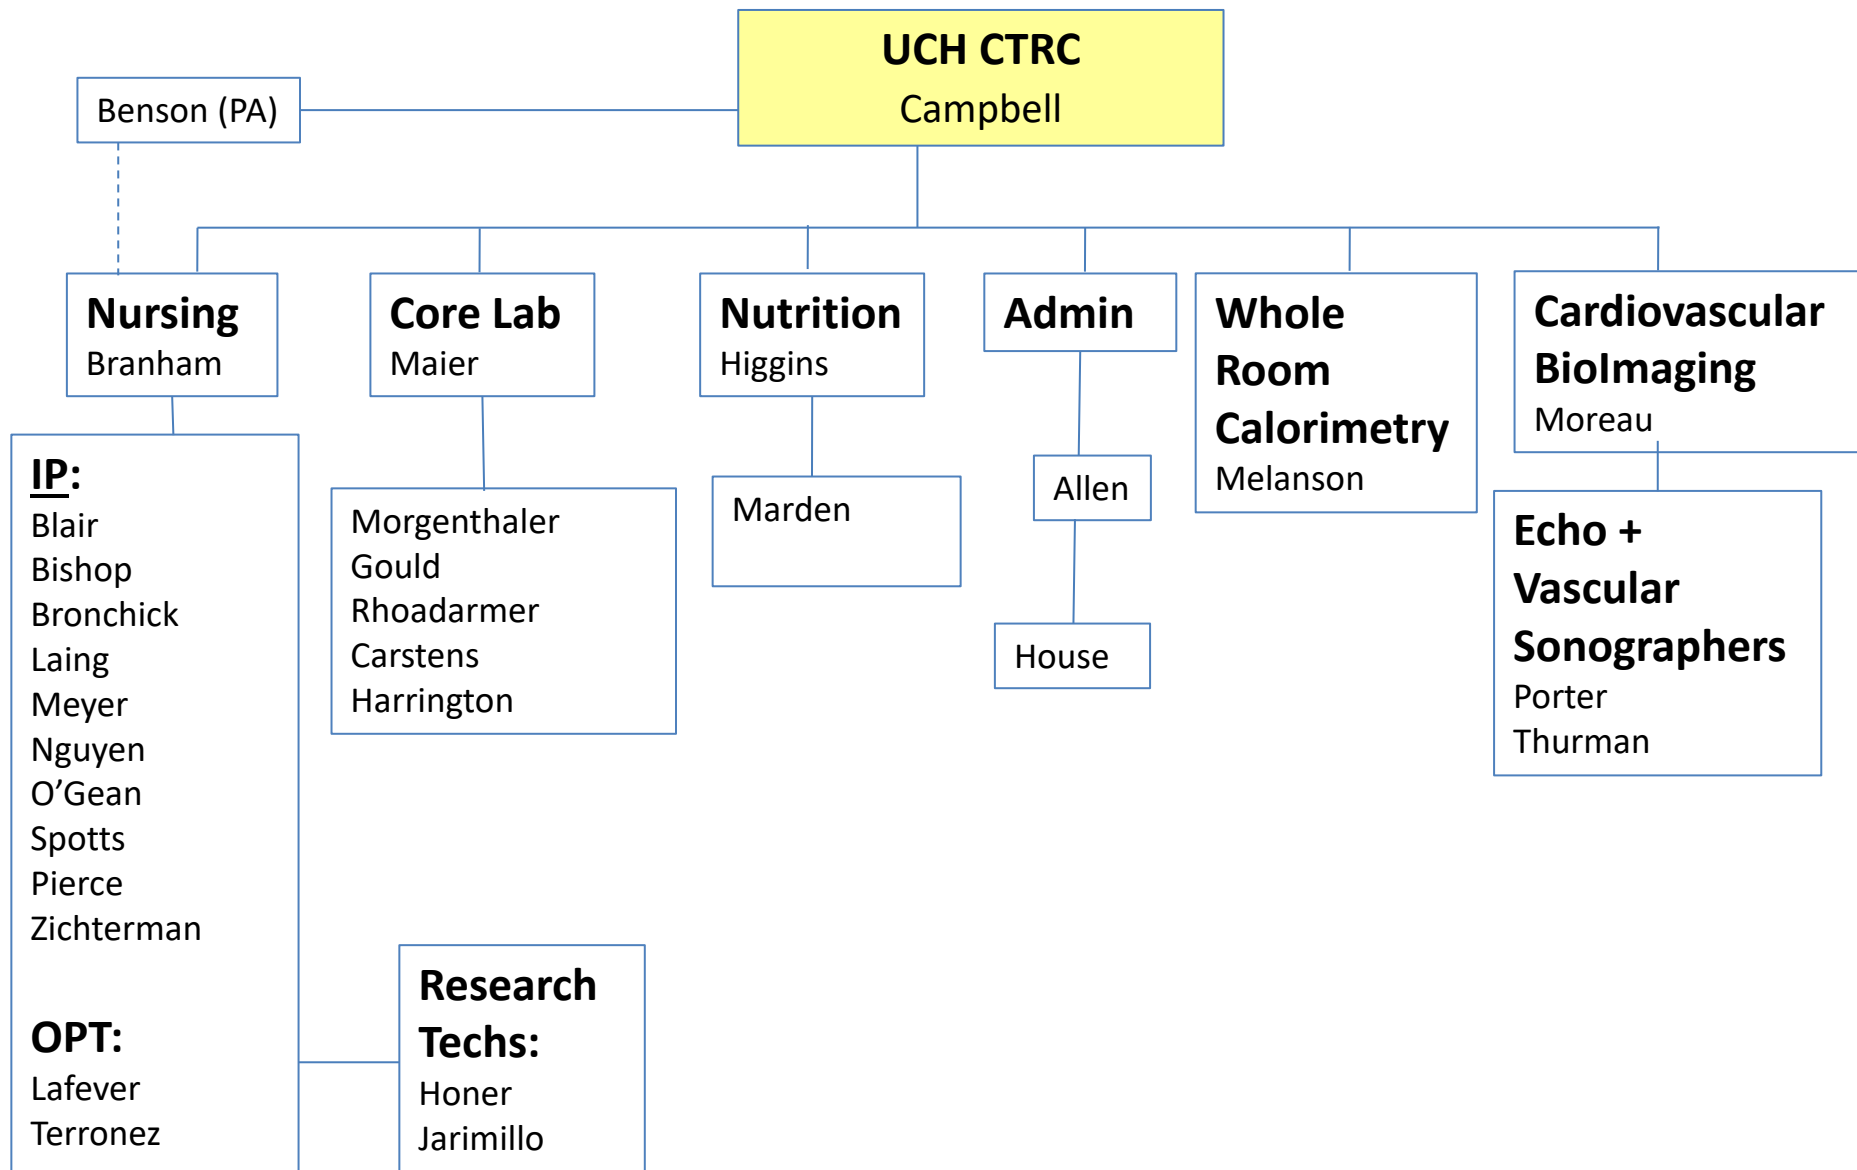 UCH CTRC
Campbell
Benson (PA)
Nursing
Branham
Core Lab
Maier
Nutrition
Higgins
Admin
Whole
Room
Calorimetry
Melanson
Cardiovascular
BioImaging
Moreau
IP:
Blair
Bishop
Bronchick
Laing
Meyer
Nguyen
O’Gean
Spotts
Pierce
Zichterman
OPT:
Lafever
Terronez
Morgenthaler
Gould
Rhoadarmer
Carstens
Harrington
Marden
Allen
House
Echo +
Vascular
Sonographers
Porter
Thurman
Research
Techs:
Honer
Jarimillo